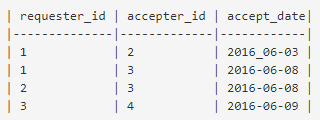 | requester_id | accepter_id | accept_date|
|--------------|-------------|------------|
| 1 | 2 | 2016_06-03 |
| 1 | 3 | 2016-06-08 |
| 2 | 3 | 2016-06-08 |
| 3 | 4 | 2016-06-09 |